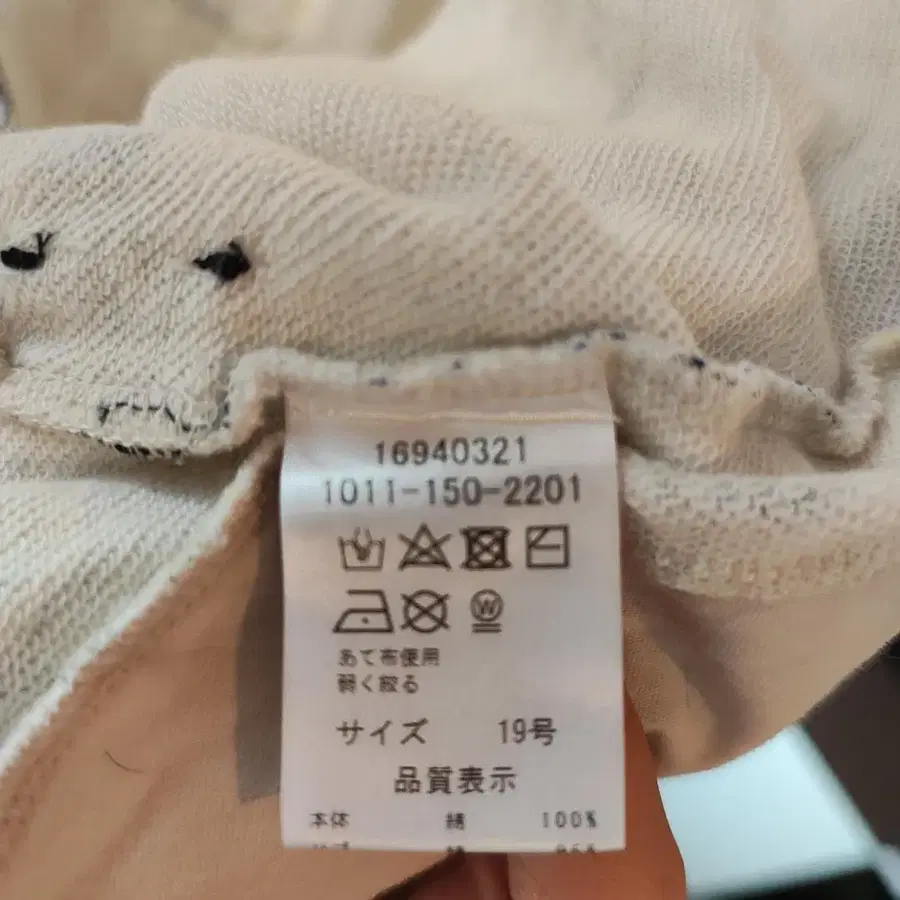 16940321
1011-150-2201
W
あて布使用
弱く絞る
サイズ 19号
品質表示
本体 綿 100%